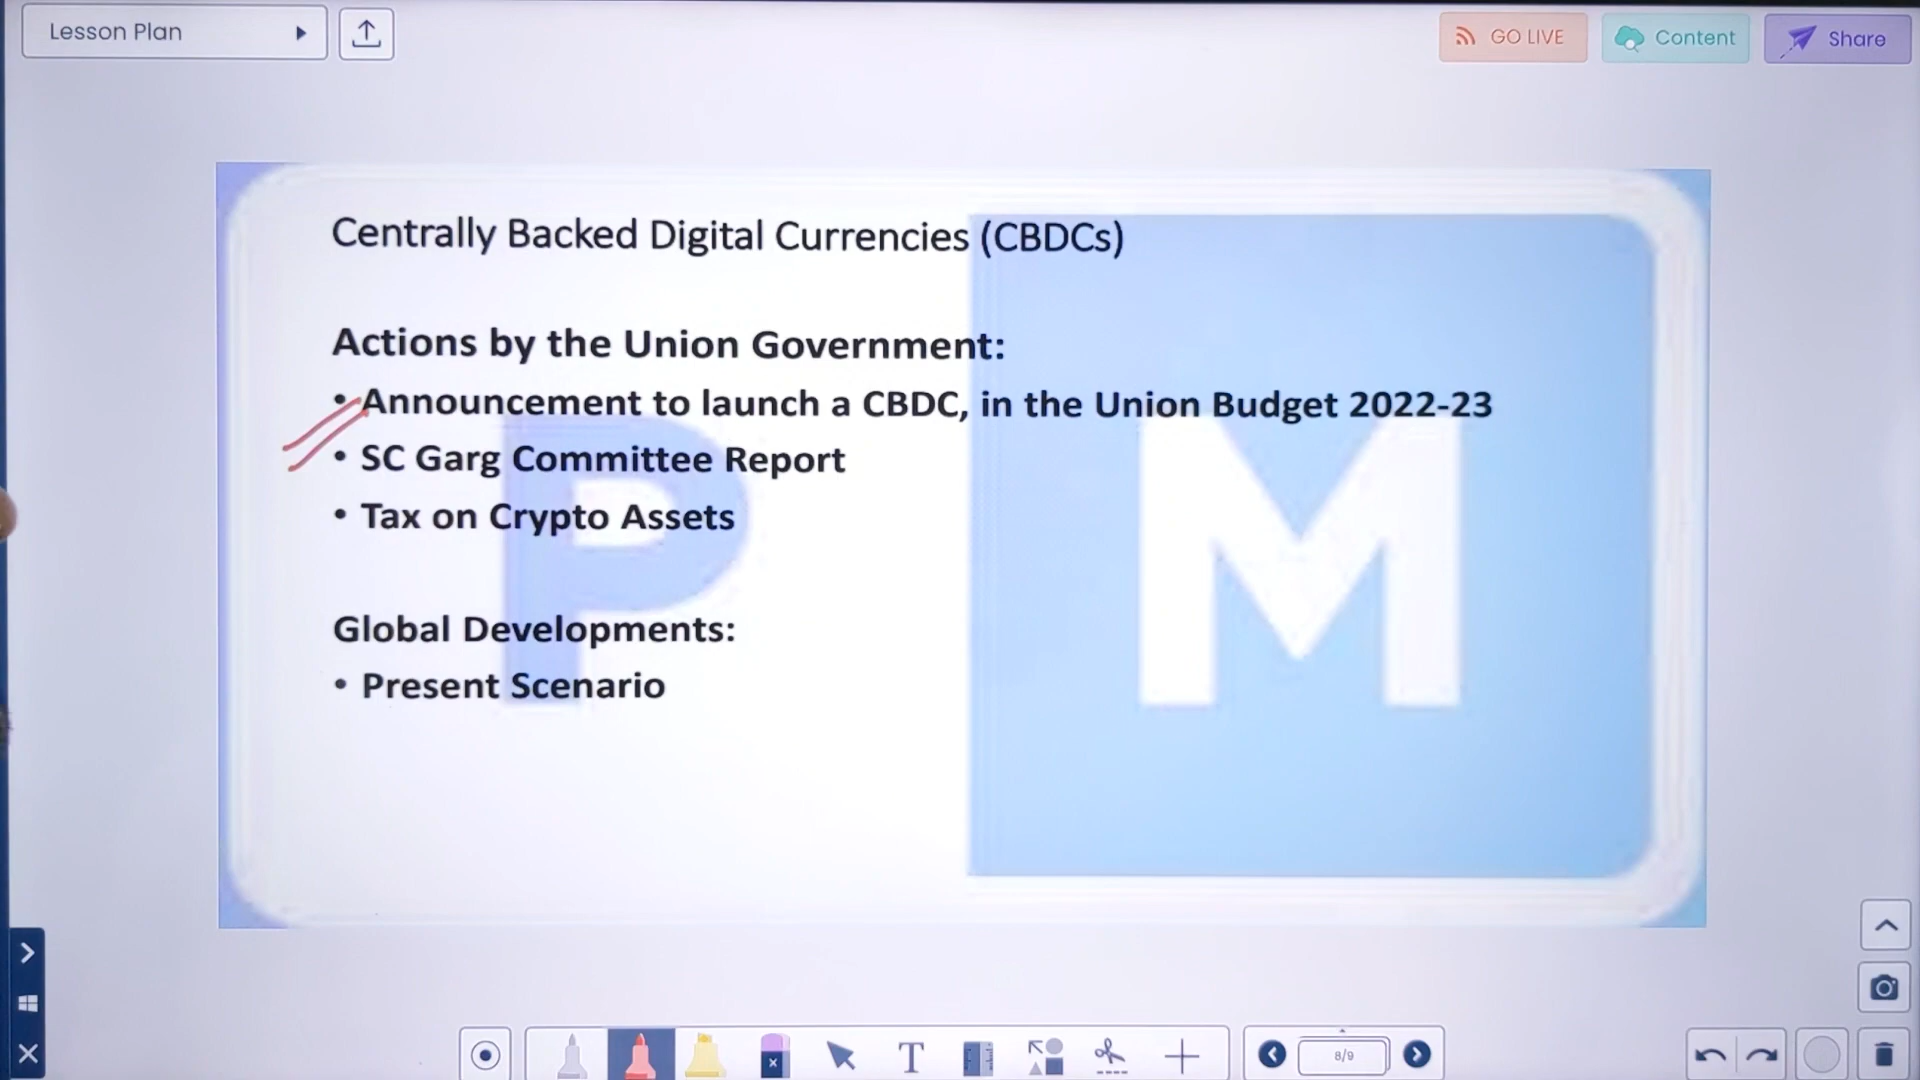 Lesson Plan
GO LIVE
Content
Share
Centrally Backed Digital Currencies (CBDCs)
Actions by the Union Government:
• Announcement to launch a CBDC, in the Union Budget 2022-23
• SC Garg Committee Report
• Tax on Crypto Assets
Global Developments:
• Present Scenario
P M
T
8/9